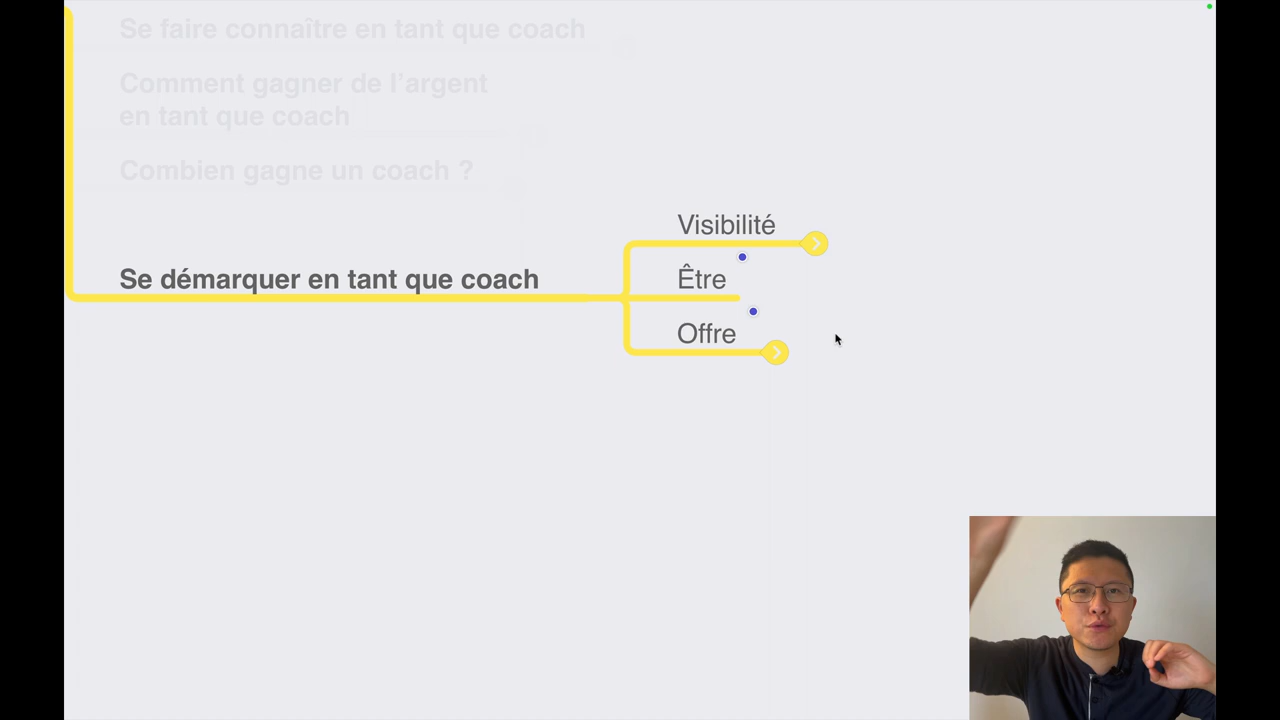 Se faire connaître en tant que coach
Comment gagner de l’argent
en tant que coach
Combien gagne un coach ?
Visibilité
Se démarquer en tant que coach
Être
Offre